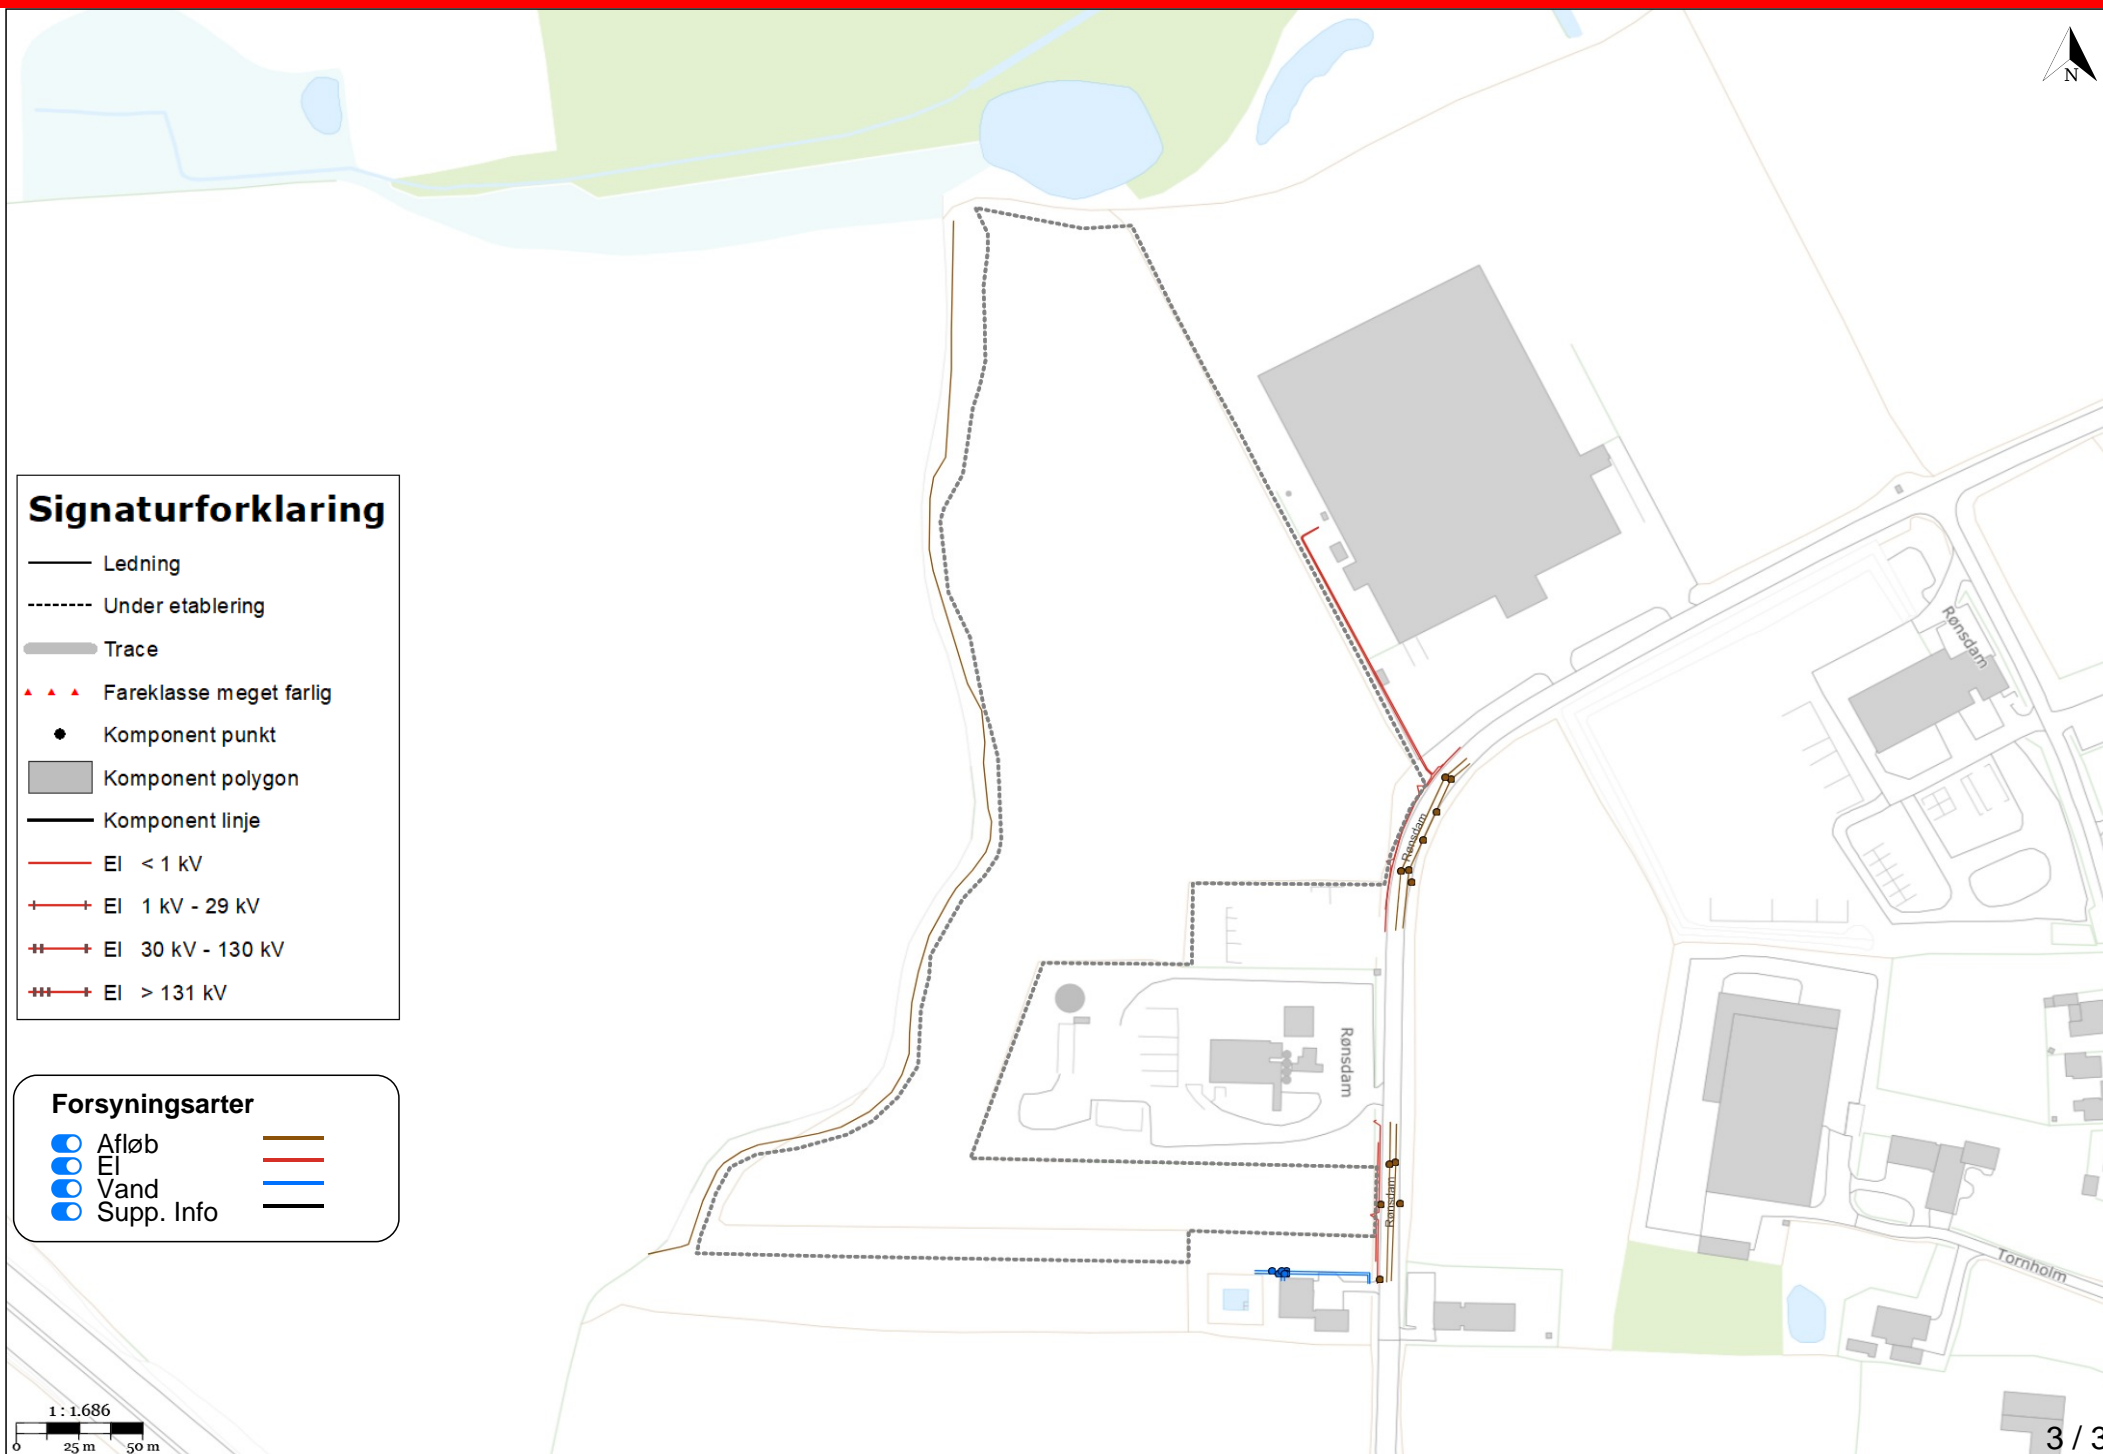 N
Signaturforklaring
Ledning
Under etablering
Trace
Fareklasse meget farlig
Komponent punkt
Komponent polygon
Komponent linje
El < 1 kV
El 1 kV - 29 kV
El 30 kV - 130 kV
El > 131 kV
Forsyningsarter
Afløb
El
Vand
Supp. Info
Rønsdam
Rønsdam
Rønsdam
Rønsdam
Tornholm
1 : 1.686
0 25 m 50 m
3 / 3